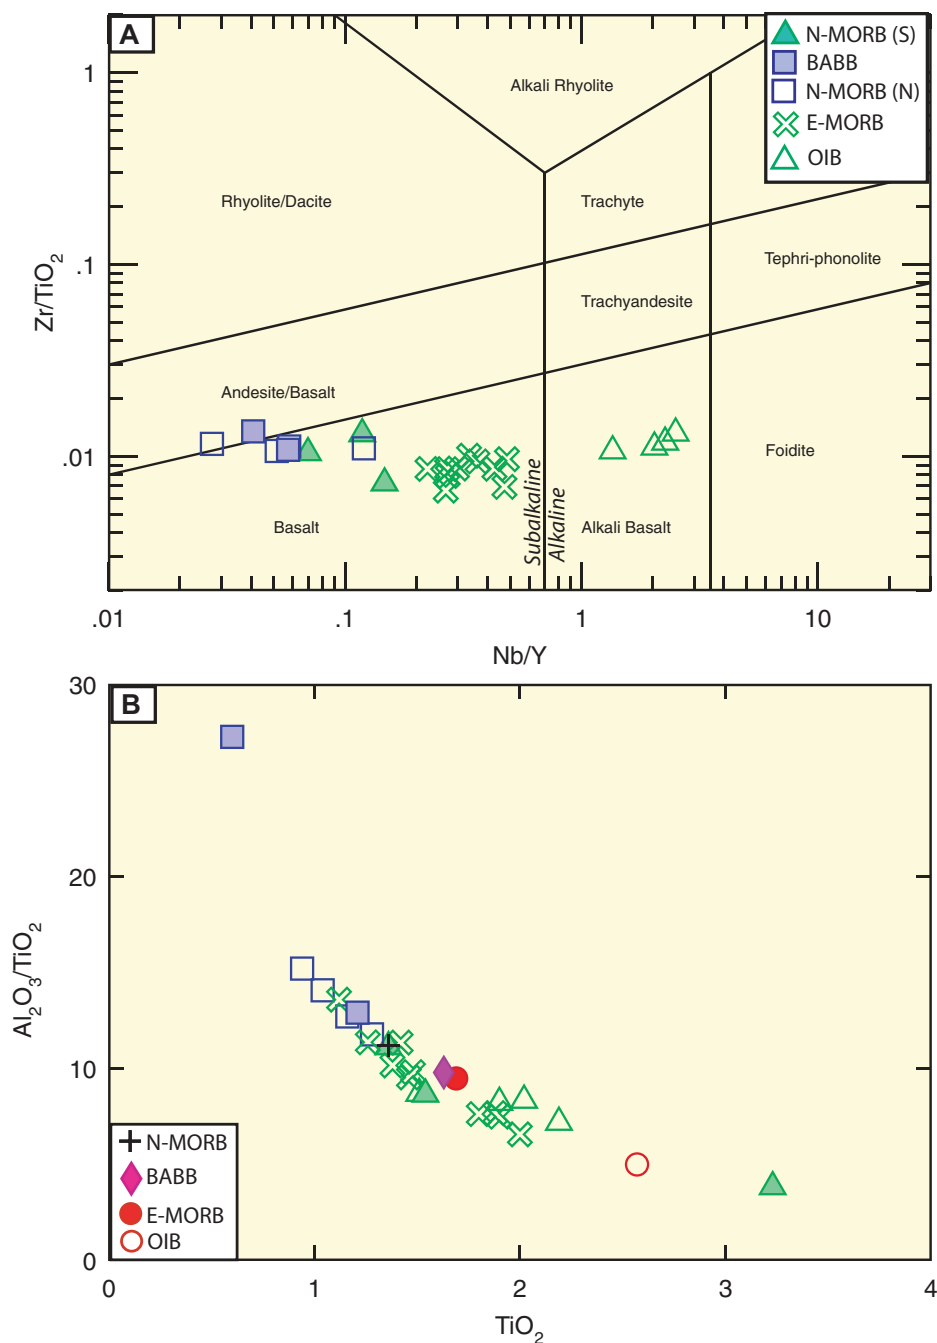 A
N-MORB (S)
BABB
N-MORB (N)
E-MORB
OIB
Alkali Rhyolite
Rhyolite/Dacite
Trachyte
Tephri-phonolite
Trachyandesite
Andesite/Basalt
Foidite
Basalt
Subalkaline
Alkaline
Alkali Basalt
1
.1
.01
Zr/TiO2
.01
.1
1
10
Nb/Y
B
30
20
10
0
Al2O3/TiO2
N-MORB
BABB
E-MORB
OIB
0
1
2
3
4
TiO2